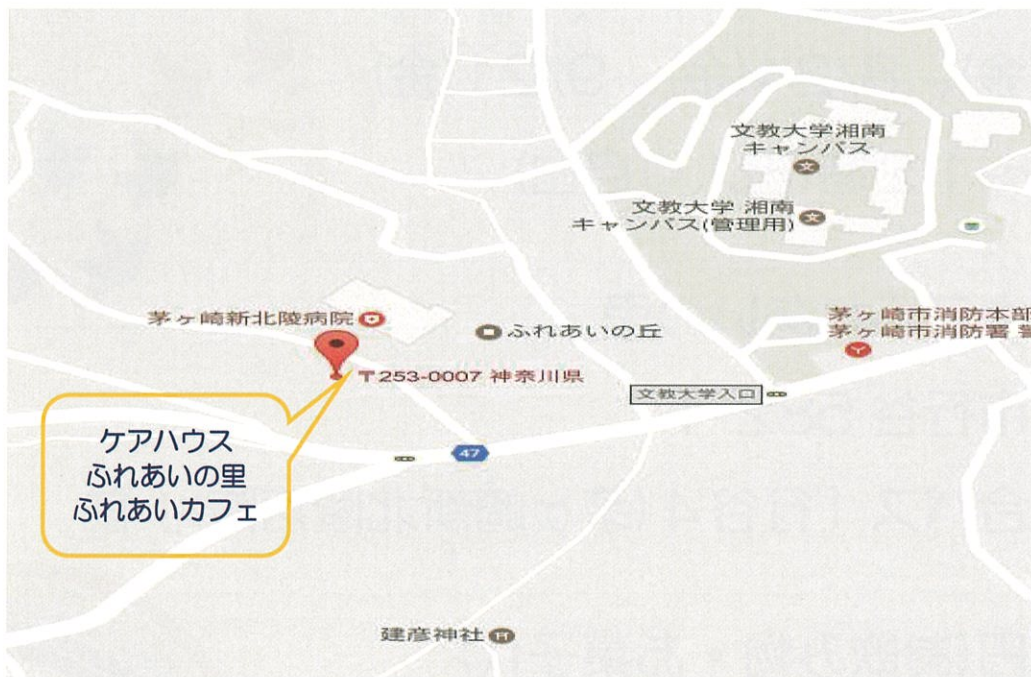 文教大学湘南
キャンパス
文教大学 湘南
キャンパス(管理用)
茅ヶ崎新北陵病院
ふれあいの丘
茅ヶ崎市消防本部
茅ヶ崎市消防署
〒253-0007 神奈川県
文教大学入口
ケアハウス
ふれあいの里
ふれあいカフェ
47
建彦神社